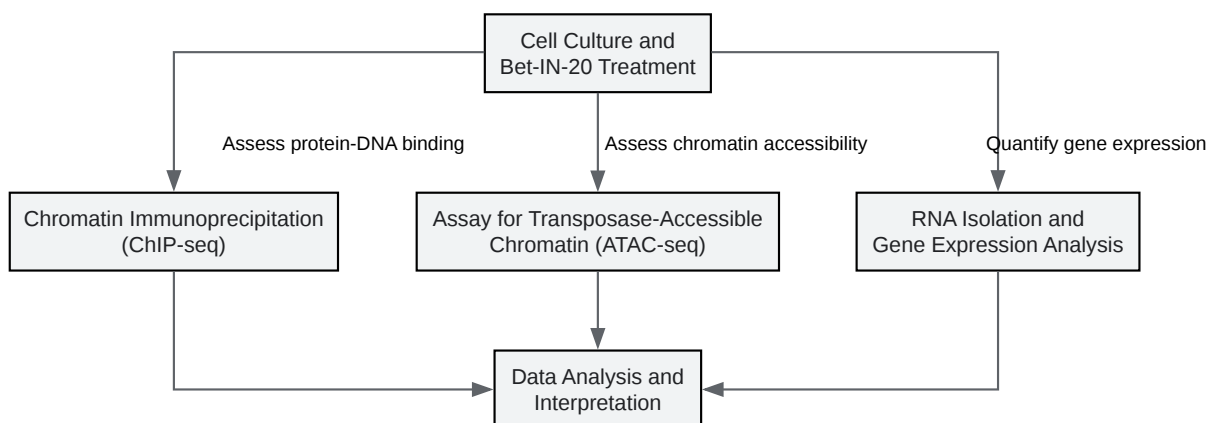 Cell Culture and
Bet-IN-20 Treatment
Assess protein-DNA binding
Assess chromatin accessibility
Quantify gene expression
Chromatin Immunoprecipitation
(ChIP-seq)
Assay for Transposase-Accessible
Chromatin (ATAC-seq)
RNA Isolation and
Gene Expression Analysis
Data Analysis and
Interpretation